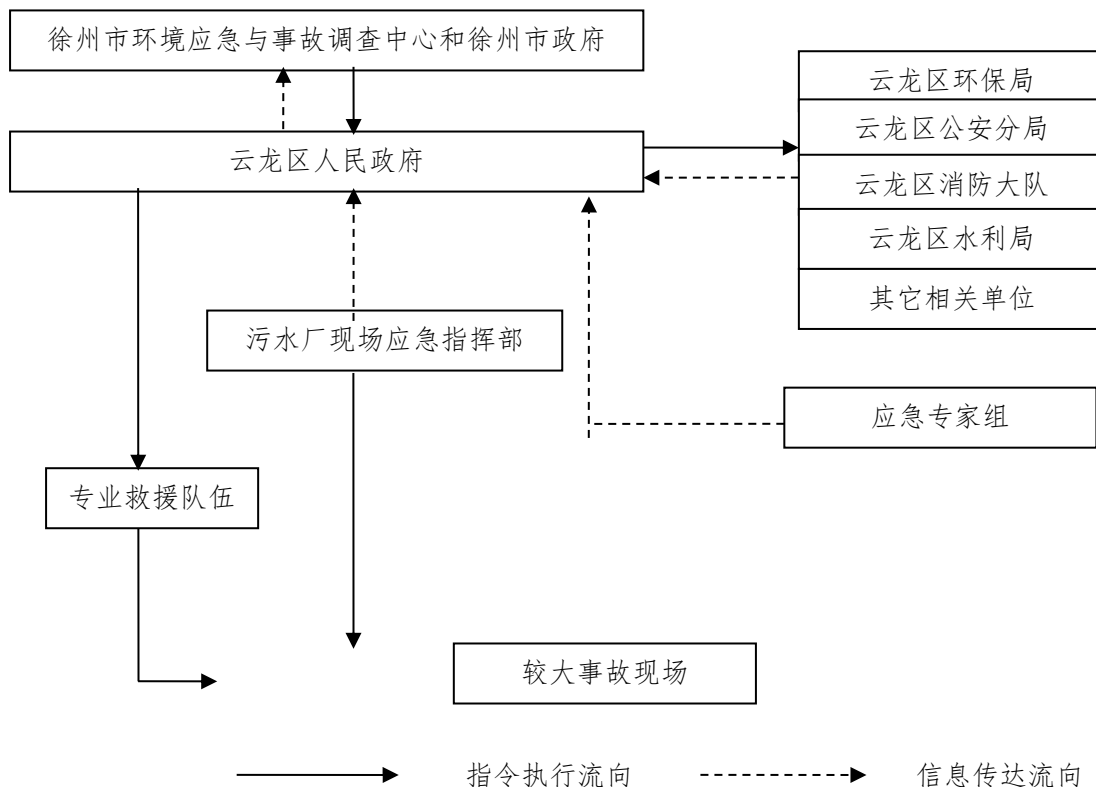 徐州市环境应急与事故调查中心和徐州市政府
云龙区环保局
云龙区人民政府
云龙区公安分局
云龙区消防大队
云龙区水利局
其它相关单位
污水厂现场应急指挥部
应急专家组
专业救援队伍
较大事故现场
指令执行流向
信息传达流向